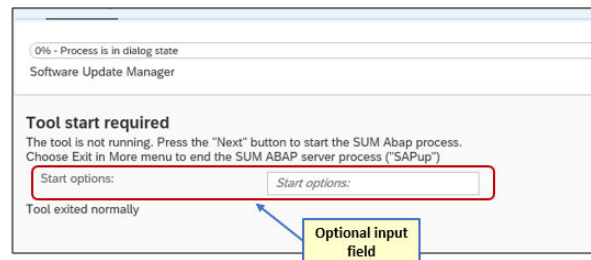 0% - Process is in dialog state
Software Update Manager
Tool start required
The tool is not running. Press the "Next" button to start the SUM Abap process.
Choose Exit in More menu to end the SUM ABAP server process ("SAPup")
Start options:
Start options:
Tool exited normally
Optional input
field